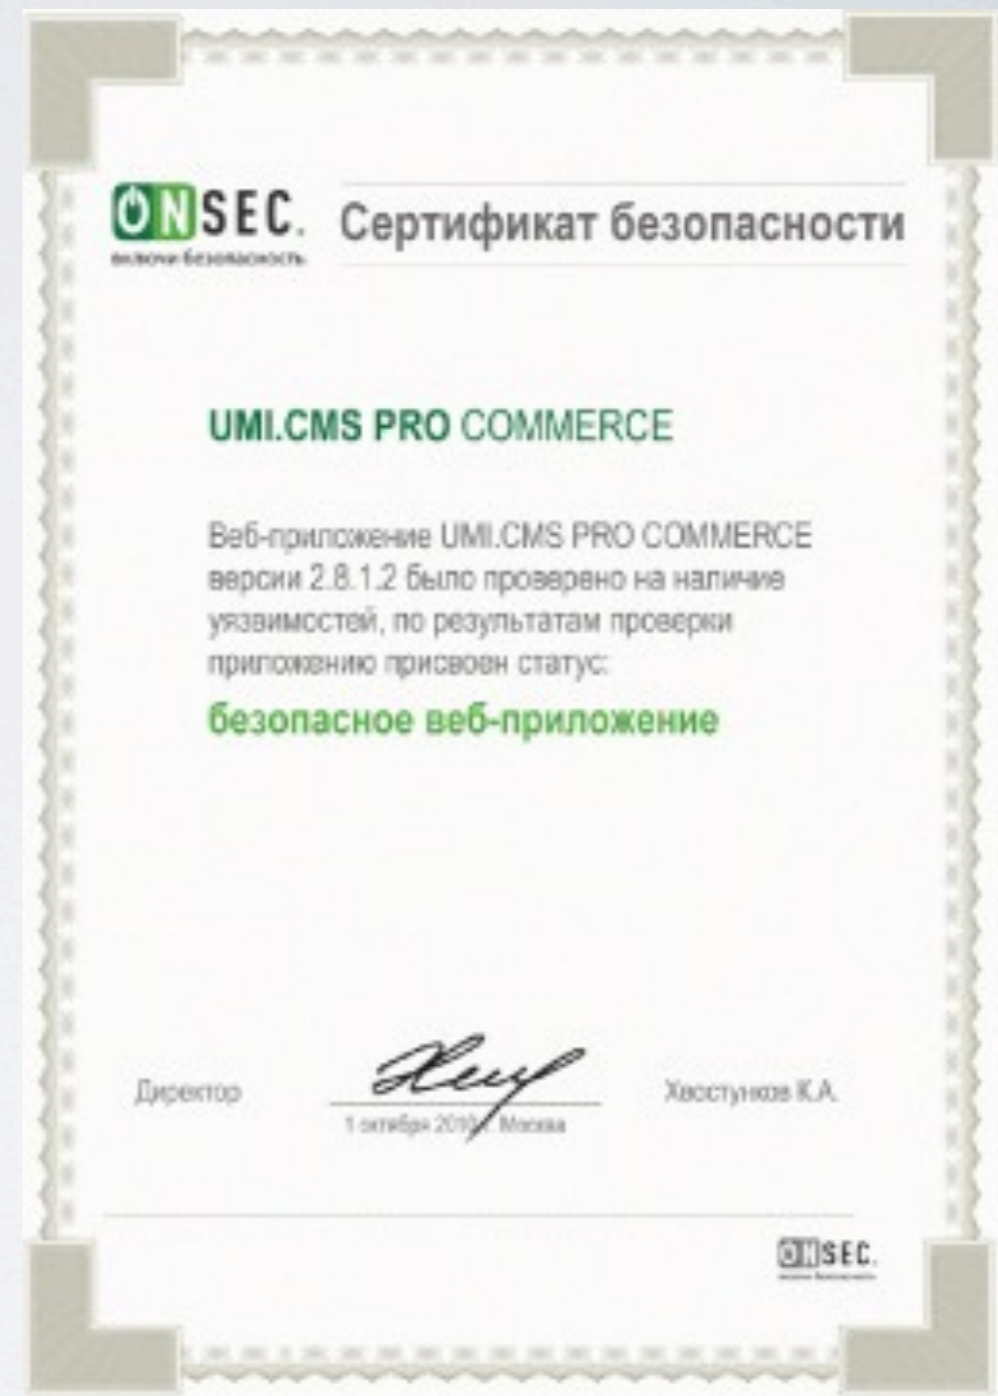 ONSEC.
включи безопасность
Сертификат безопасности
UMI.CMS PRO COMMERCE
Веб-приложение UMI.CMS PRO COMMERCE
версии 2.8.1.2 было проверено на наличие
уязвимостей, по результатам проверки
приложению присвоен статус:
безопасное веб-приложение
Директор
1 октября 2010 г. Москва
Хвостунков К.А.
ONSEC.